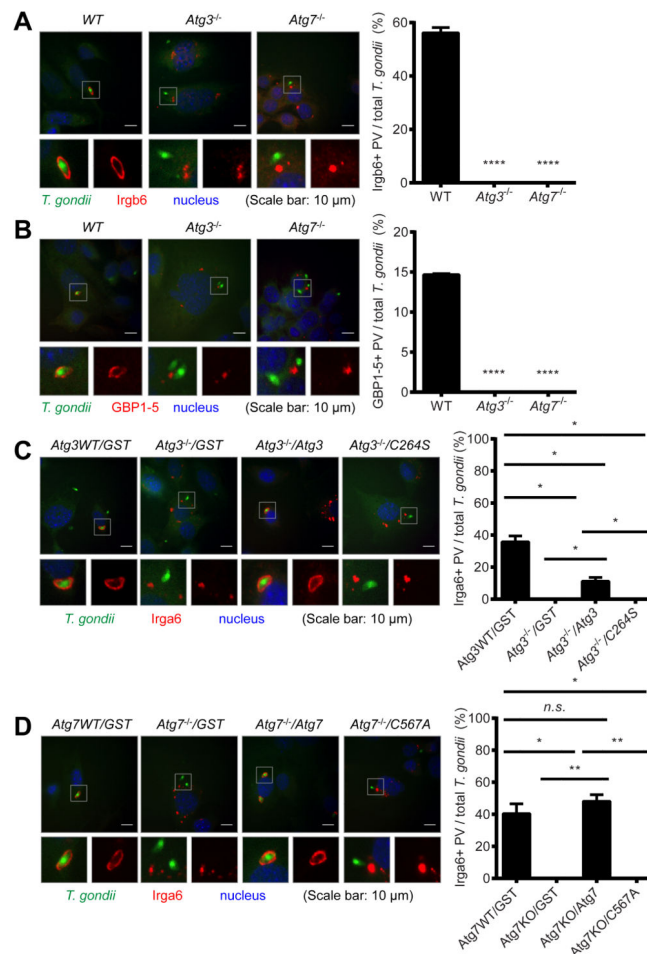 A
WT Atg3-/- Atg7-/-
T. gondii Irgb6 nucleus (Scale bar: 10 µm)
Irgb6+ PV / total T. gondii (%)
60
40
20
0
**** ****
WT Atg3-/- Atg7-/-
B
WT Atg3-/- Atg7-/-
T. gondii GBP1-5 nucleus (Scale bar: 10 µm)
GBP1-5+ PV / total T. gondii (%)
20
15
10
5
0
**** ****
WT Atg3-/- Atg7-/-
C
Atg3WT/GST Atg3-/-/GST Atg3-/-/Atg3 Atg3-/-/C264S
T. gondii Irga6 nucleus (Scale bar: 10 µm)
Irga6+ PV / total T. gondii (%)
100
80
60
40
20
0
*
*
* *
*
Atg3WT/GST
Atg3-/-/GST
Atg3-/-/Atg3
Atg3-/-/C264S
D
Atg7WT/GST Atg7-/-/GST Atg7-/-/Atg7 Atg7-/-/C567A
T. gondii Irga6 nucleus (Scale bar: 10 µm)
Irga6+ PV / total T. gondii (%)
100
80
60
40
20
0
*
n.s.
* **
**
Atg7WT/GST
Atg7KO/GST
Atg7KO/Atg7
Atg7KO/C567A